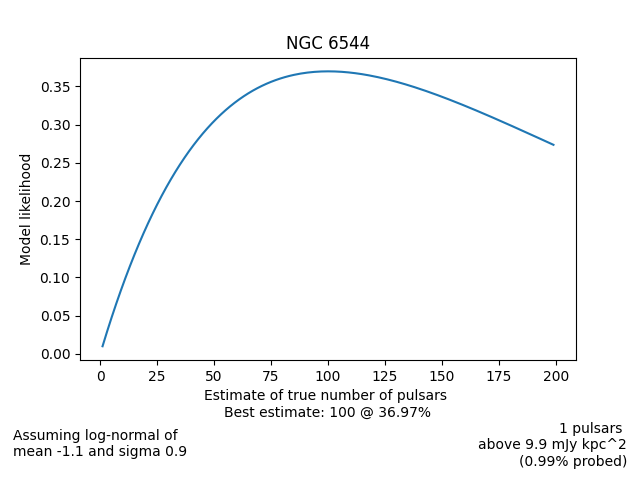 NGC 6544
Model likelihood
0.35
0.30
0.25
0.20
0.15
0.10
0.05
0.00
0 25 50 75 100 125 150 175 200
Estimate of true number of pulsars
Best estimate: 100 @ 36.97%
Assuming log-normal of
mean -1.1 and sigma 0.9
1 pulsars
above 9.9 mJy kpc^2
(0.99% probed)